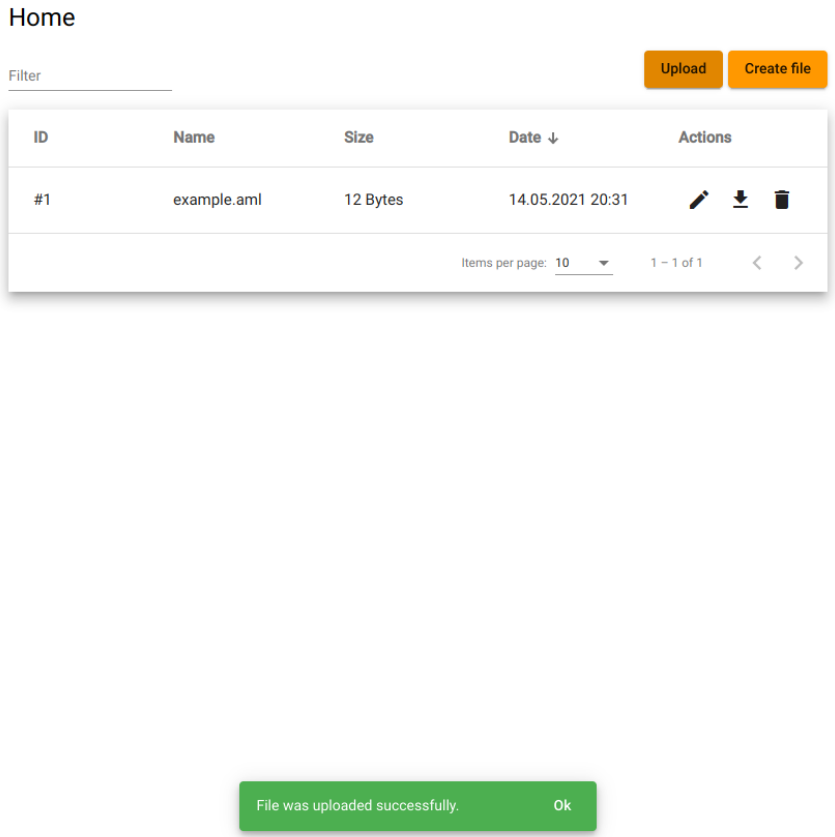 Home
Filter
Upload Create file
ID Name Size Date Actions
#1 example.aml 12 Bytes 14.05.2021 20:31
Items per page: 10 1 – 1 of 1
File was uploaded successfully. Ok